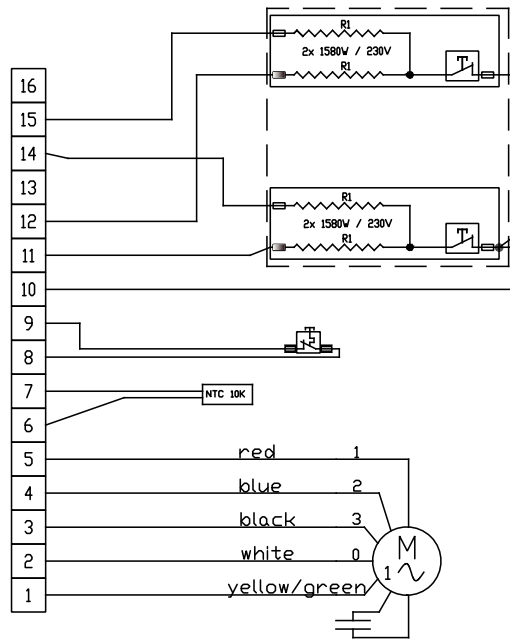 R1
2x 1580W / 230V
R1
16
15
14
13
12
11
10
9
8
7
6
5
4
3
2
1
R1
2x 1580W / 230V
R1
NTC 10K
red 1
blue 2
black 3
white 0
yellow/green
M
1